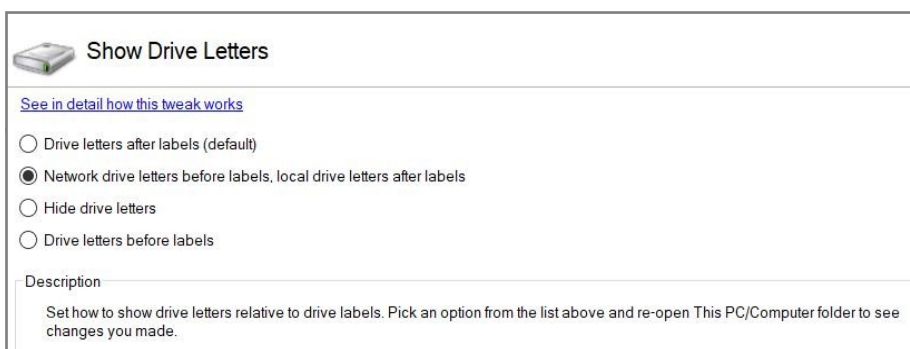 Show Drive Letters
See in detail how this tweak works
Drive letters after labels (default)
Network drive letters before labels, local drive letters after labels
Hide drive letters
Drive letters before labels
Description
Set how to show drive letters relative to drive labels. Pick an option from the list above and re-open This PC/Computer folder to see
changes you made.